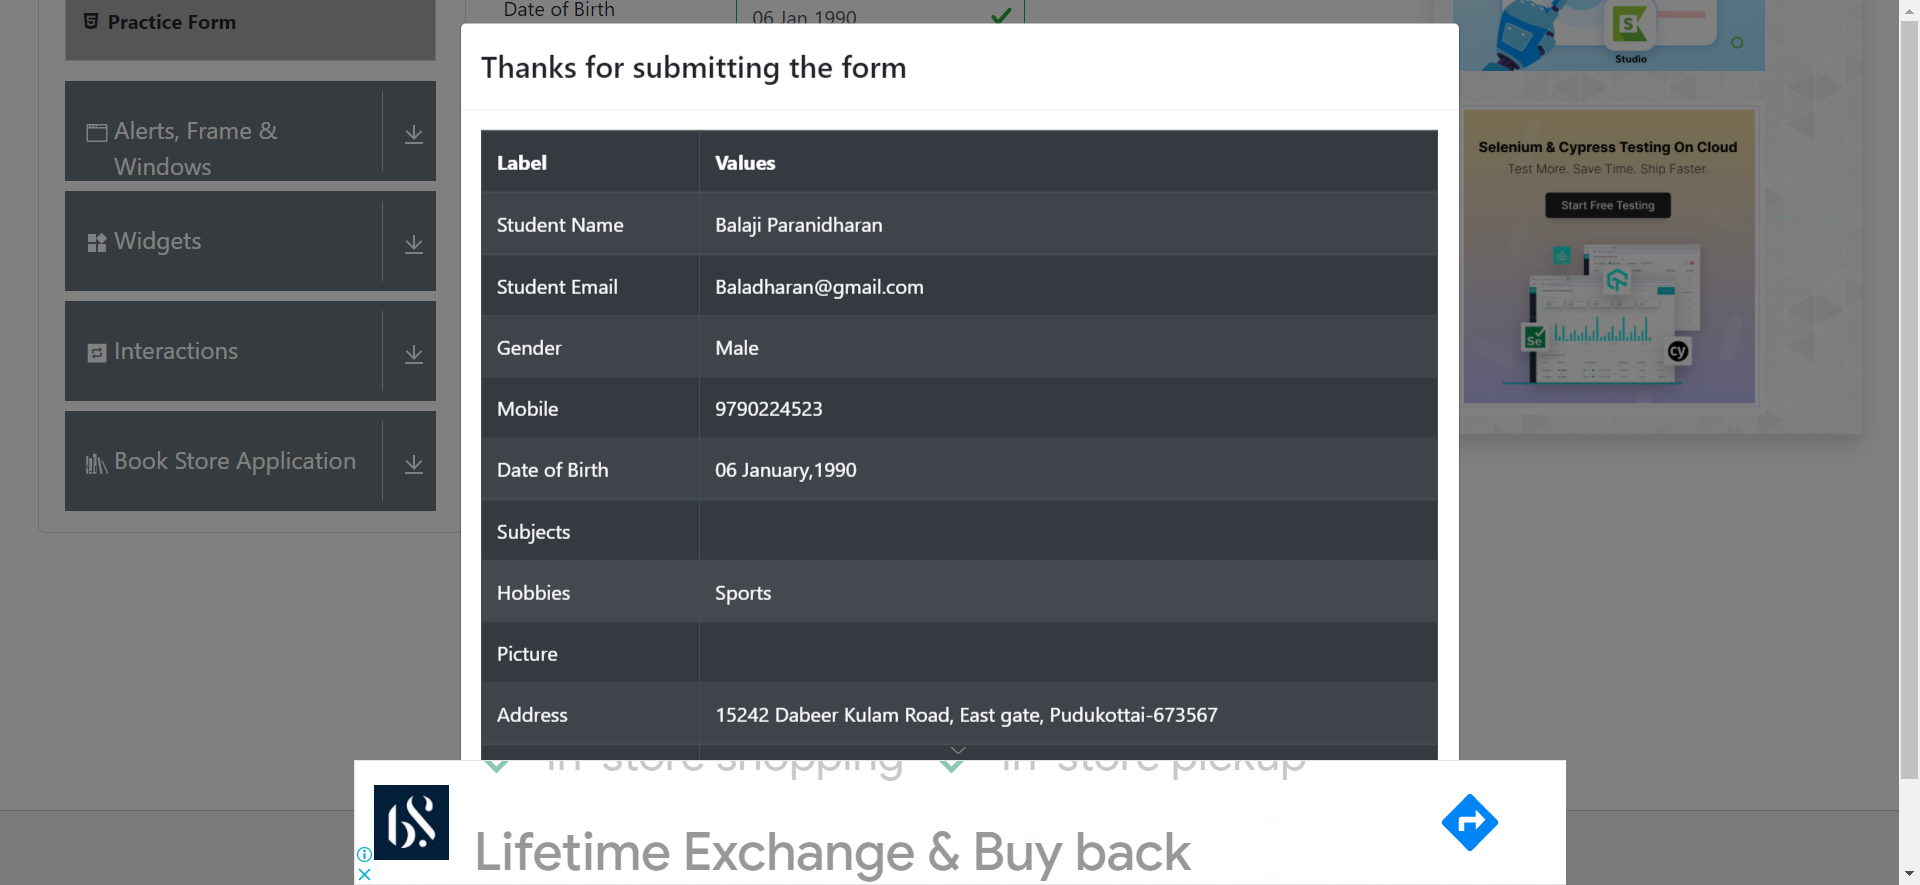 Practice Form
Alerts, Frame &
Windows
Widgets
Interactions
Book Store Application
Date of Birth
06 Jan 1990
Thanks for submitting the form
Label Values
Student Name Balaji Paranidharan
Student Email Baladharan@gmail.com
Gender Male
Mobile 9790224523
Date of Birth 06 January,1990
Subjects
Hobbies Sports
Picture
Address 15242 Dabeer Kulam Road, East gate, Pudukottai-673567
S
Studio
Selenium & Cypress Testing On Cloud
Test More. Save Time. Ship Faster.
Start Free Testing
Se
cy
In-store shopping In-store pickup
Lifetime Exchange & Buy back